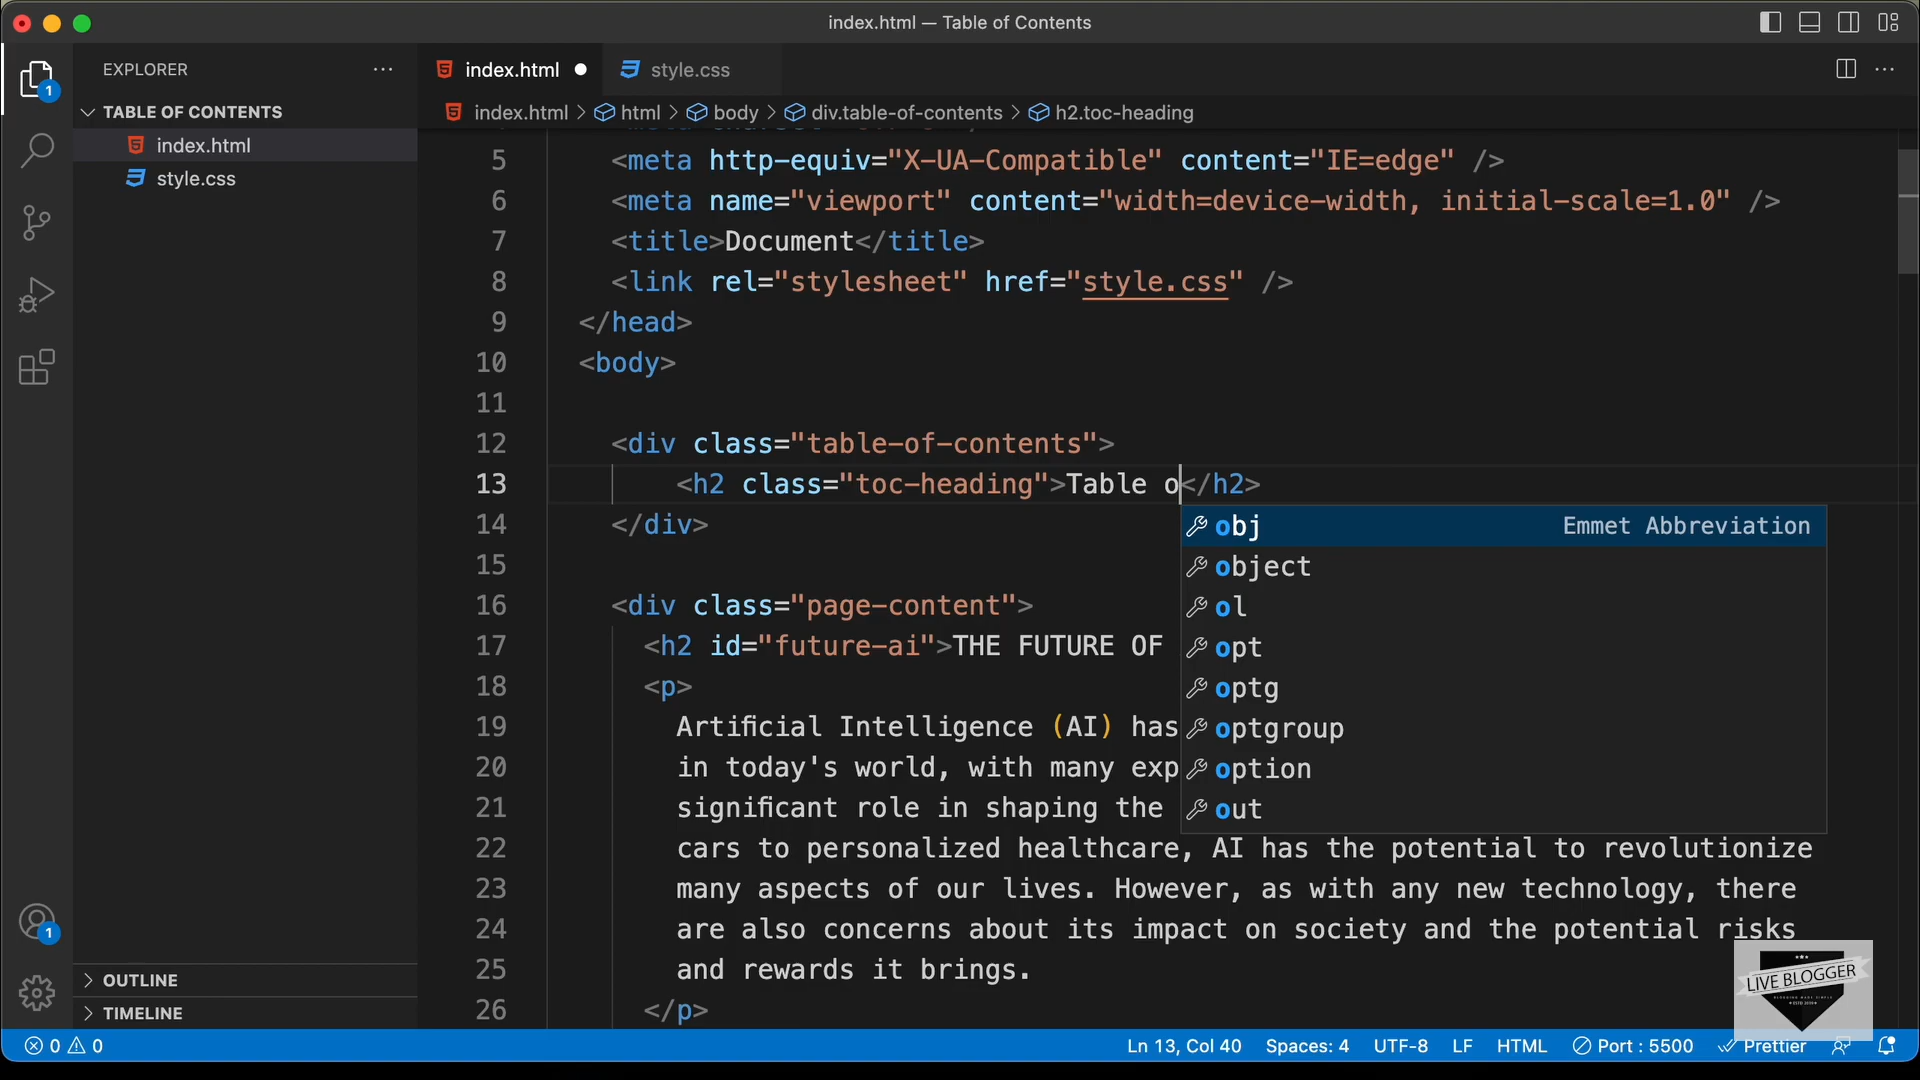 index.html — Table of Contents
EXPLORER
index.html
style.css
TABLE OF CONTENTS
index.html > html > body > div.table-of-contents > h2.toc-heading
index.html
style.css
5 <meta http-equiv="X-UA-Compatible" content="IE=edge" />
6 <meta name="viewport" content="width=device-width, initial-scale=1.0" />
7 <title>Document</title>
8 <link rel="stylesheet" href="style.css" />
9 </head>
10 <body>
11
12 <div class="table-of-contents">
13 <h2 class="toc-heading">Table o</h2>
14 </div>
15
16 <div class="page-content">
17 <h2 id="future-ai">THE FUTURE OF
18 <p>
19 Artificial Intelligence (AI) has
20 in today's world, with many exp
21 significant role in shaping the
22 cars to personalized healthcare, AI has the potential to revolutionize
23 many aspects of our lives. However, as with any new technology, there
24 are also concerns about its impact on society and the potential risks
25 and rewards it brings.
26 </p>
obj Emmet Abbreviation
object
ol
opt
optg
optgroup
option
out
1
1
OUTLINE
TIMELINE
LIVE BLOGGER
0 0
Ln 13, Col 40 Spaces: 4 UTF-8 LF HTML Port : 5500 Prettier